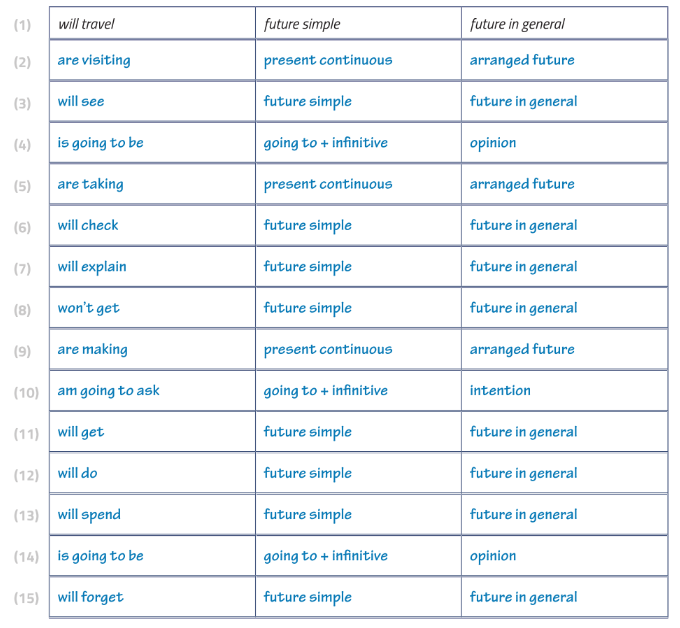 (1) will travel future simple future in general
(2) are visiting present continuous arranged future
(3) will see future simple future in general
(4) is going to be going to + infinitive opinion
(5) are taking present continuous arranged future
(6) will check future simple future in general
(7) will explain future simple future in general
(8) won't get future simple future in general
(9) are making present continuous arranged future
(10) am going to ask going to + infinitive intention
(11) will get future simple future in general
(12) will do future simple future in general
(13) will spend future simple future in general
(14) is going to be going to + infinitive opinion
(15) will forget future simple future in general